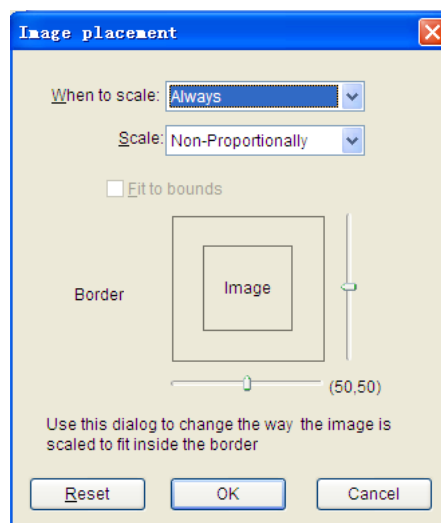 Image placement
When to scale: Always
Scale: Non-Proportionally
Fit to bounds
Image
Border
(50,50)
Use this dialog to change the way the image is
scaled to fit inside the border
Reset OK Cancel